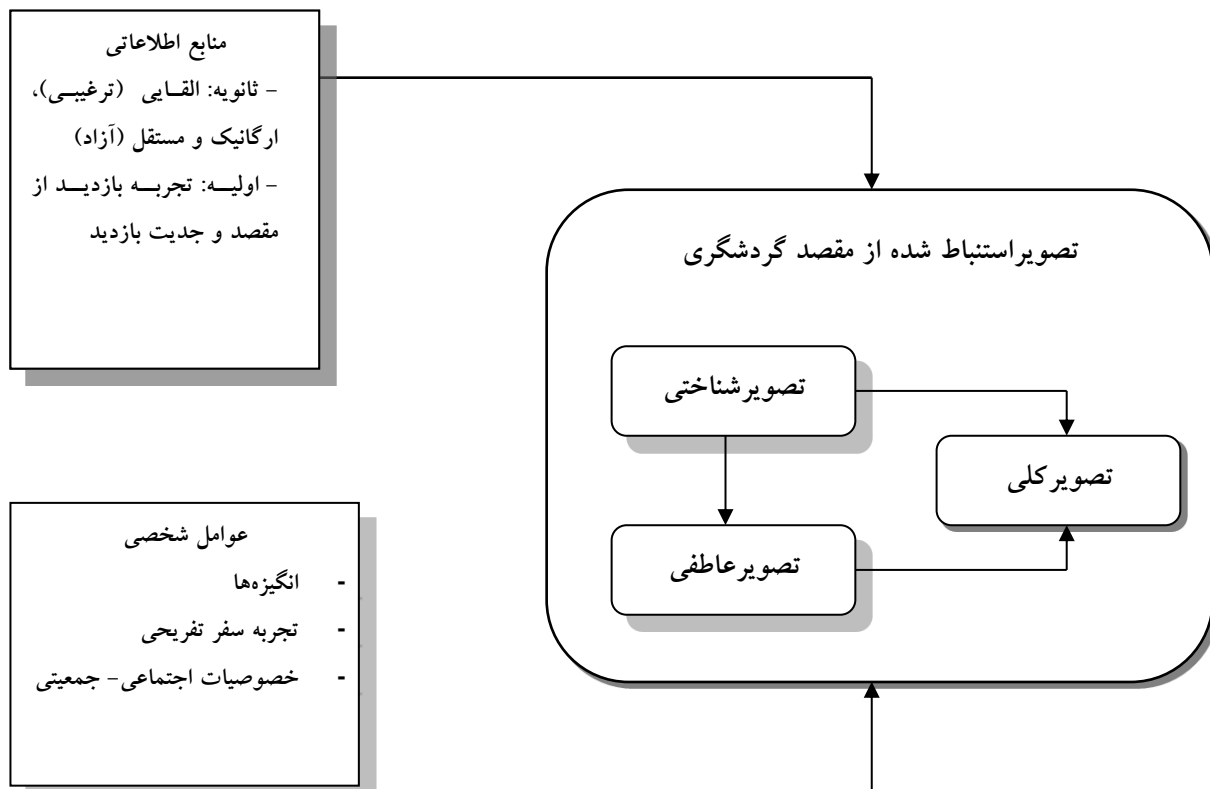 منابع اطلاعاتی
– ثانویه: القایی (ترغیبی)،
ارگانیک و مستقل (آزاد)
– اولیه: تجربه بازدید از
مقصد و جدیت بازدید
تصویراستنباط شده از مقصد گردشگری
تصویرشناختی
تصویرکلی
تصویرعاطفی
عوامل شخصی
- انگیزه‌ها
- تجربه سفر تفریحی
- خصوصیات اجتماعی– جمعیتی